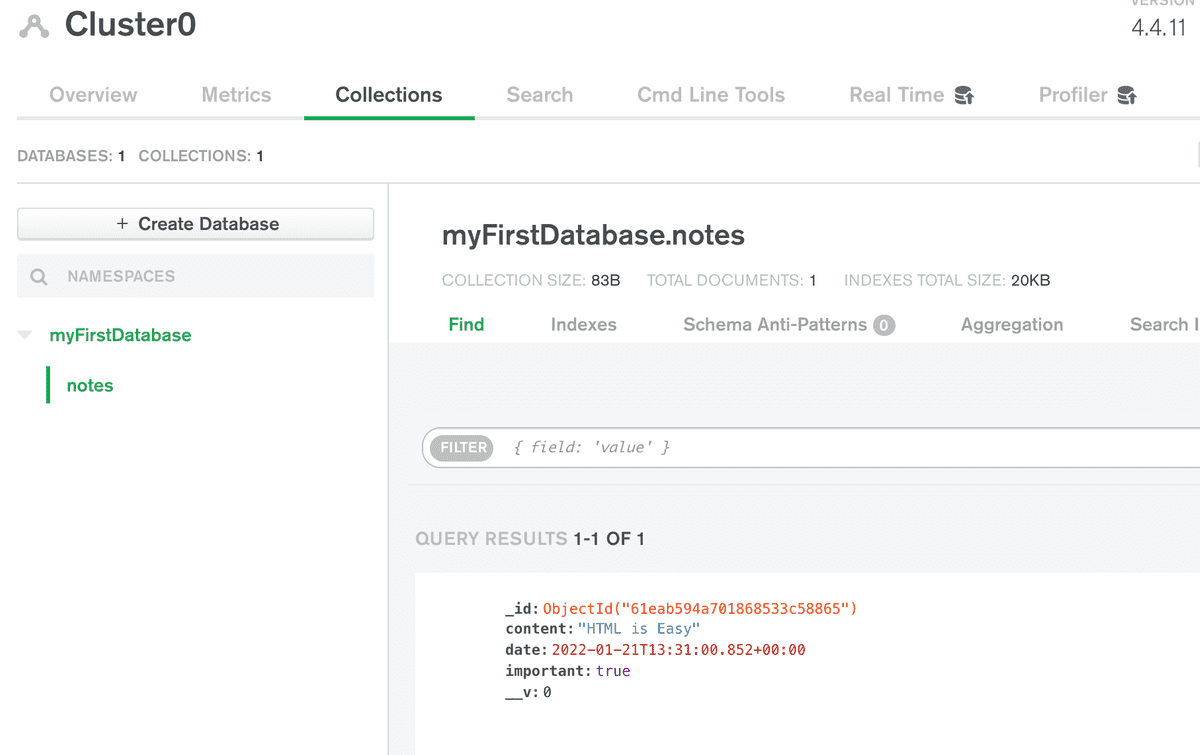 Cluster0
VERSION
4.4.11
Overview Metrics Collections Search Cmd Line Tools Real Time Profiler
DATABASES: 1 COLLECTIONS: 1
+ Create Database
NAMESPACES
myFirstDatabase
notes
myFirstDatabase.notes
COLLECTION SIZE: 83B TOTAL DOCUMENTS: 1 INDEXES TOTAL SIZE: 20KB
Find Indexes Schema Anti-Patterns 0 Aggregation Search I
FILTER { field: 'value' }
QUERY RESULTS 1-1 OF 1
_id: ObjectId("61eab594a701868533c58865")
content: "HTML is Easy"
date: 2022-01-21T13:31:00.852+00:00
important: true
__v: 0